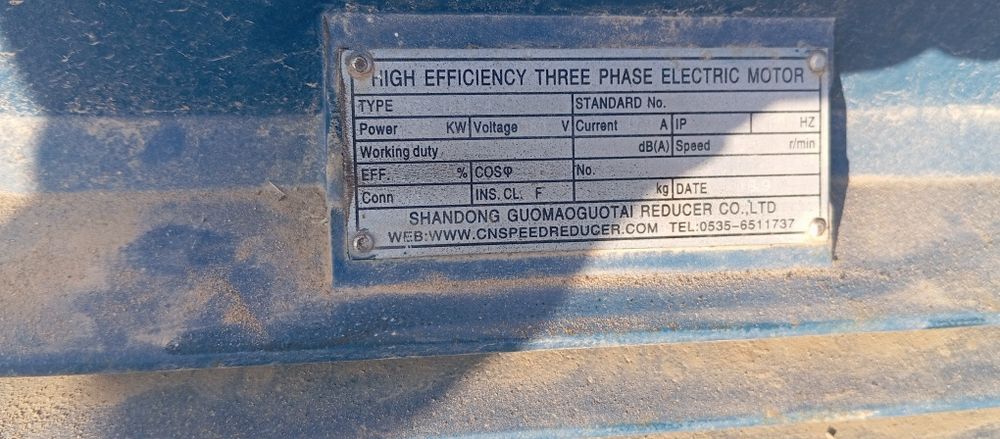 HIGH EFFICIENCY THREE PHASE ELECTRIC MOTOR
TYPE STANDARD No.
Power KW Voltage V Current A IP HZ
Working duty dB(A) Speed r/min
EFF. % COSφ No.
Conn INS.CL. F kg DATE
SHANDONG GUOMAOGUOTAI REDUCER CO.,LTD
WEB:WWW.CNSPEEDREDUCER.COM TEL:0535-6511737